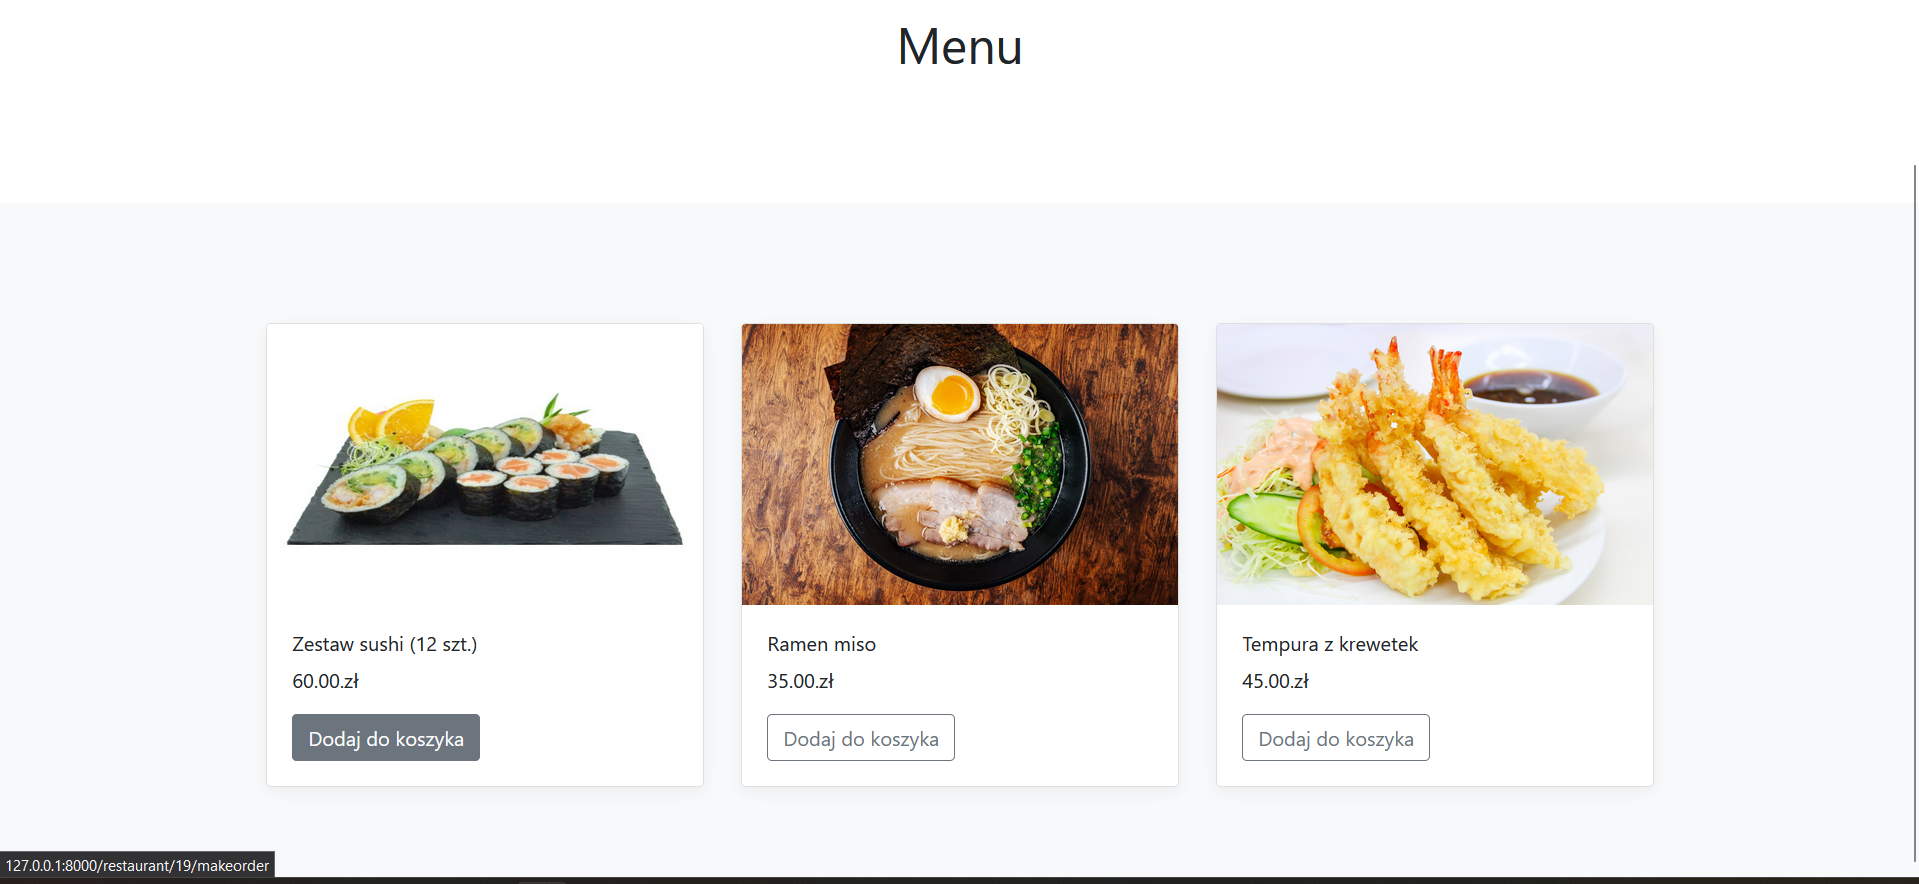 Menu
Zestaw sushi (12 szt.)
60.00.zł
Dodaj do koszyka
Ramen miso
35.00.zł
Dodaj do koszyka
Tempura z krewetek
45.00.zł
Dodaj do koszyka
127.0.0.1:8000/restaurant/19/makeorder